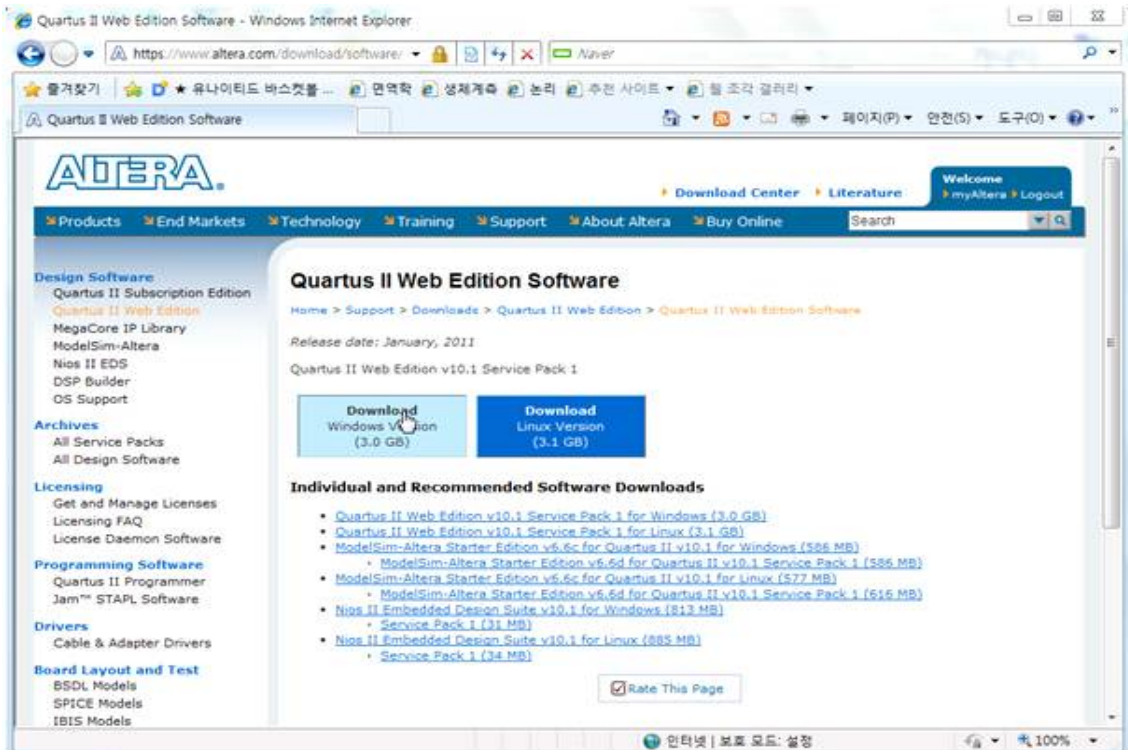 Quartus II Web Edition Software - Windows Internet Explorer
https://www.altera.com/download/software/
Naver
즐겨찾기 ★ 유나이티드 바스켓볼 ... 면역학 생체계측 논리 추천 사이트 ▾ 웹 조각 갤러리 ▾
Quartus II Web Edition Software
페이지(P) ▾ 안전(S) ▾ 도구(O) ▾
ALTERA.
Welcome
Download Center Literature myAltera Logout
Products End Markets Technology Training Support About Altera Buy Online Search
Design Software
Quartus II Subscription Edition
Quartus II Web Edition
MegaCore IP Library
ModelSim-Altera
Nios II EDS
DSP Builder
OS Support
Archives
All Service Packs
All Design Software
Licensing
Get and Manage Licenses
Licensing FAQ
License Daemon Software
Programming Software
Quartus II Programmer
Jam™ STAPL Software
Drivers
Cable & Adapter Drivers
Board Layout and Test
BSDL Models
SPICE Models
IBIS Models
Quartus II Web Edition Software
Home > Support > Downloads > Quartus II Web Edition > Quartus II Web Edition Software
Release date: January, 2011
Quartus II Web Edition v10.1 Service Pack 1
Download
Windows Version
(3.0 GB)
Download
Linux Version
(3.1 GB)
Individual and Recommended Software Downloads
• Quartus II Web Edition v10.1 Service Pack 1 for Windows (3.0 GB)
• Quartus II Web Edition v10.1 Service Pack 1 for Linux (3.1 GB)
• ModelSim-Altera Starter Edition v6.6c for Quartus II v10.1 for Windows (586 MB)
• ModelSim-Altera Starter Edition v6.6d for Quartus II v10.1 Service Pack 1 (586 MB)
• ModelSim-Altera Starter Edition v6.6c for Quartus II v10.1 for Linux (577 MB)
• ModelSim-Altera Starter Edition v6.6d for Quartus II v10.1 Service Pack 1 (616 MB)
• Nios II Embedded Design Suite v10.1 for Windows (813 MB)
• Service Pack 1 (31 MB)
• Nios II Embedded Design Suite v10.1 for Linux (885 MB)
• Service Pack 1 (34 MB)
Rate This Page
인터넷 | 보호 모드: 설정
100%